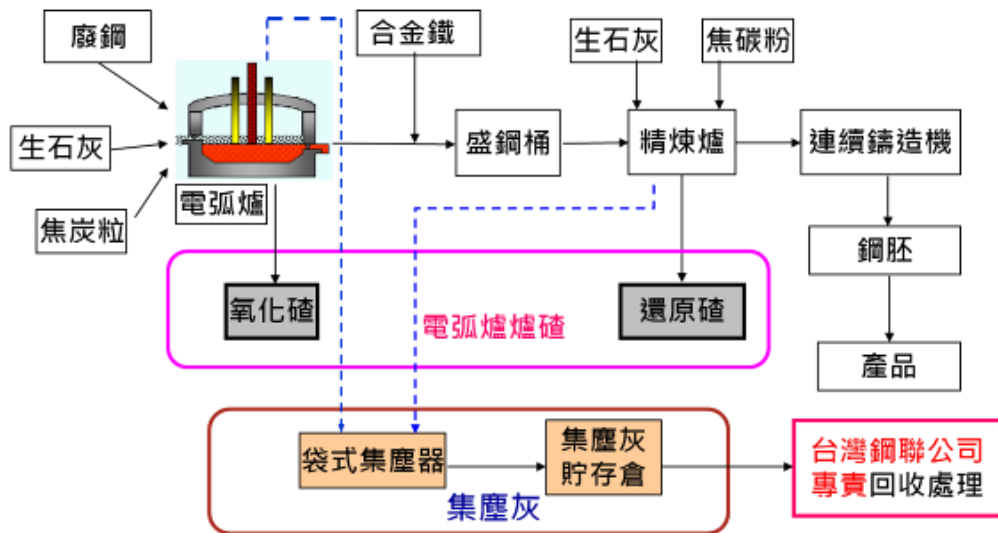 廢鋼
合金鐵
生石灰
焦碳粉
生石灰
盛鋼桶
精煉爐
連續鑄造機
電弧爐
焦炭粒
鋼胚
氧化碴
還原碴
電弧爐爐碴
產品
袋式集塵器
集塵灰
貯存倉
台灣鋼聯公司
專責回收處理
集塵灰